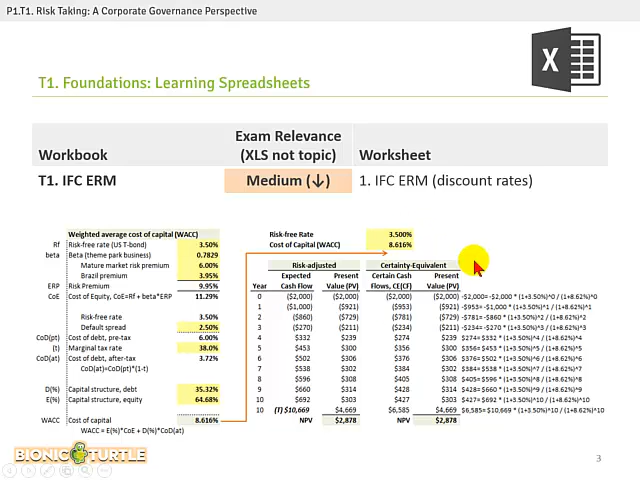 P1.T1. Risk Taking: A Corporate Governance Perspective
X
T1. Foundations: Learning Spreadsheets
Workbook Exam Relevance (XLS not topic) Worksheet
T1. IFC ERM Medium (↓) 1. IFC ERM (discount rates)
Weighted average cost of capital (WACC)
Rf Risk-free rate (US T-bond) 3.50%
beta Beta (theme park business) 0.7829
Mature market risk premium 6.00%
Brazil premium 3.95%
ERP Risk Premium 9.95%
CoE Cost of Equity, CoE=Rf + beta*ERP 11.29%
Risk-free rate 3.50%
Default spread 2.50%
CoD(pt) Cost of debt, pre-tax 6.00%
(t) Marginal tax rate 38.0%
CoD(at) Cost of debt, after-tax 3.72%
CoD(at)=CoD(pt)*(1-t)
D(%) Capital structure, debt 35.32%
E(%) Capital structure, equity 64.68%
WACC Cost of capital 8.616%
WACC = E(%)*CoE + D(%)*CoD(at)
Risk-free Rate 3.500%
Cost of Capital (WACC) 8.616%
Risk-adjusted Certainty-Equivalent
Expected Present Certain Cash Present
Year Cash Flow Value (PV) Flows, CE(CF) Value (PV)
0 ($2,000) ($2,000) ($2,000) ($2,000) -$2,000= -$2,000 * (1+3.50%)^0 / (1+8.62%)^0
1 ($1,000) ($921) ($953) ($921) -$953= -$1,000 * (1+3.50%)^1 / (1+8.62%)^1
2 ($860) ($729) ($781) ($729) -$781= -$860 * (1+3.50%)^2 / (1+8.62%)^2
3 ($270) ($211) ($234) ($211) -$234= -$270 * (1+3.50%)^3 / (1+8.62%)^3
4 $332 $239 $274 $239 $274= $332 * (1+3.50%)^4 / (1+8.62%)^4
5 $453 $300 $356 $300 $356= $453 * (1+3.50%)^5 / (1+8.62%)^5
6 $502 $306 $376 $306 $376= $502 * (1+3.50%)^6 / (1+8.62%)^6
7 $538 $302 $384 $302 $384= $538 * (1+3.50%)^7 / (1+8.62%)^7
8 $596 $308 $405 $308 $405= $596 * (1+3.50%)^8 / (1+8.62%)^8
9 $660 $314 $428 $314 $428= $660 * (1+3.50%)^9 / (1+8.62%)^9
10 $692 $303 $427 $303 $427= $692 * (1+3.50%)^10 / (1+8.62%)^10
10 (T) $10,669 $4,669 $6,585 $4,669 $6,585= $10,669 * (1+3.50%)^10 / (1+8.62%)^10
NPV $2,878 NPV $2,878
BIONIC TURTLE
3